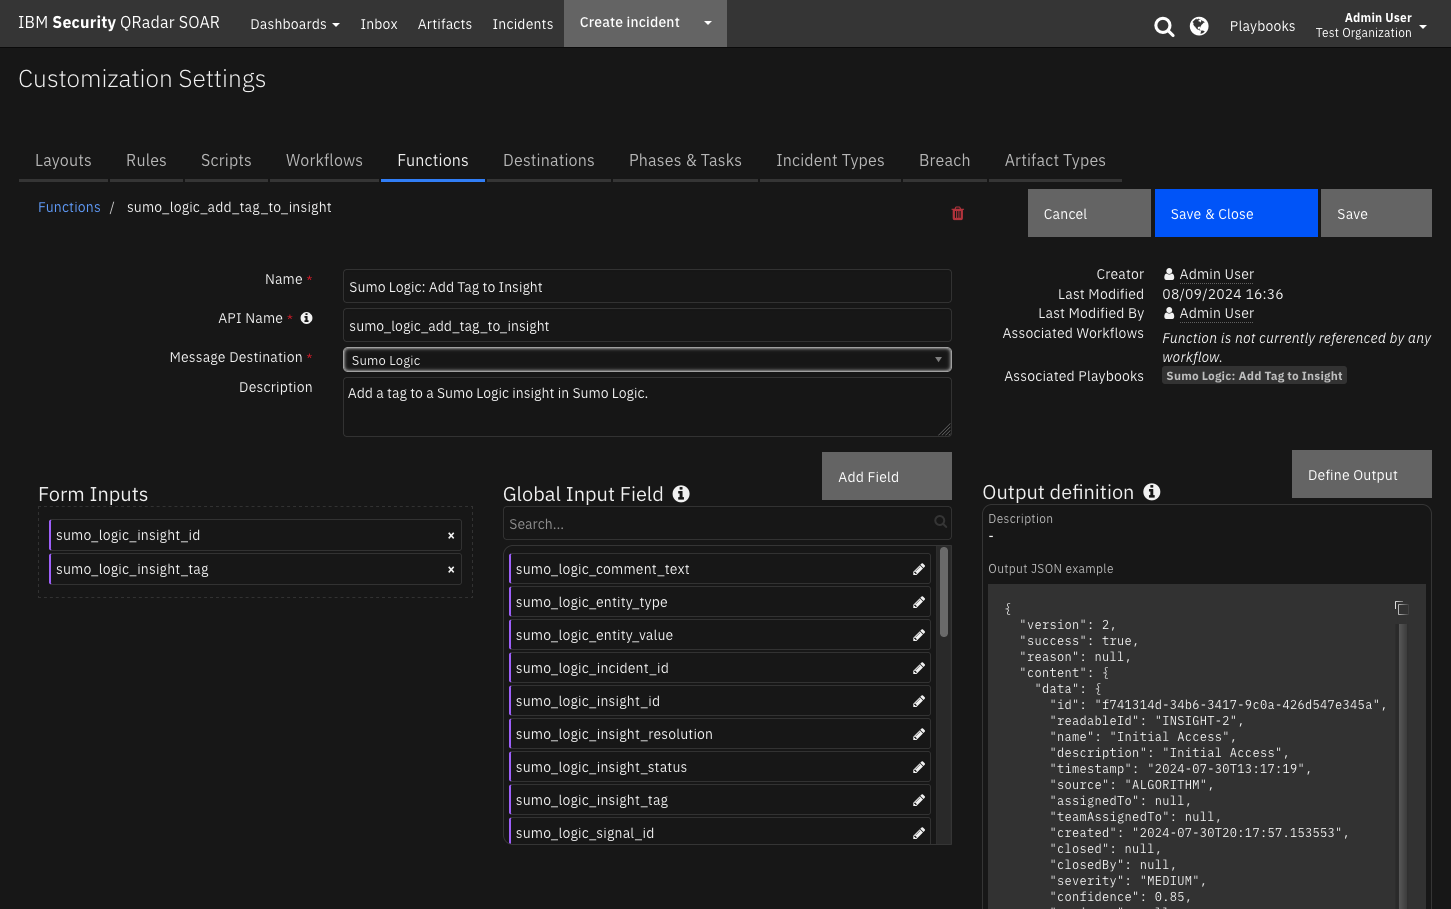 IBM Security QRadar SOAR
Dashboards
Inbox
Artifacts
Incidents
Create incident
Playbooks
Admin User
Test Organization
Customization Settings
Layouts
Rules
Scripts
Workflows
Functions
Destinations
Phases & Tasks
Incident Types
Breach
Artifact Types
Functions / sumo_logic_add_tag_to_insight
Cancel
Save & Close
Save
Name *
Sumo Logic: Add Tag to Insight
API Name *
sumo_logic_add_tag_to_insight
Message Destination *
Sumo Logic
Description
Add a tag to a Sumo Logic insight in Sumo Logic.
Creator
Admin User
Last Modified
08/09/2024 16:36
Last Modified By
Admin User
Associated Workflows
Function is not currently referenced by any
workflow.
Associated Playbooks
Sumo Logic: Add Tag to Insight
Form Inputs
sumo_logic_insight_id ×
sumo_logic_insight_tag ×
Global Input Field
Add Field
Search...
sumo_logic_comment_text
sumo_logic_entity_type
sumo_logic_entity_value
sumo_logic_incident_id
sumo_logic_insight_id
sumo_logic_insight_resolution
sumo_logic_insight_status
sumo_logic_insight_tag
sumo_logic_signal_id
Output definition
Define Output
Description
-
Output JSON example
{
"version": 2,
"success": true,
"reason": null,
"content": {
"data": {
"id": "f741314d-34b6-3417-9c0a-426d547e345a",
"readableId": "INSIGHT-2",
"name": "Initial Access",
"description": "Initial Access",
"timestamp": "2024-07-30T13:17:19",
"source": "ALGORITHM",
"assignedTo": null,
"teamAssignedTo": null,
"created": "2024-07-30T20:17:57.153553",
"closed": null,
"closedBy": null,
"severity": "MEDIUM",
"confidence": 0.85,